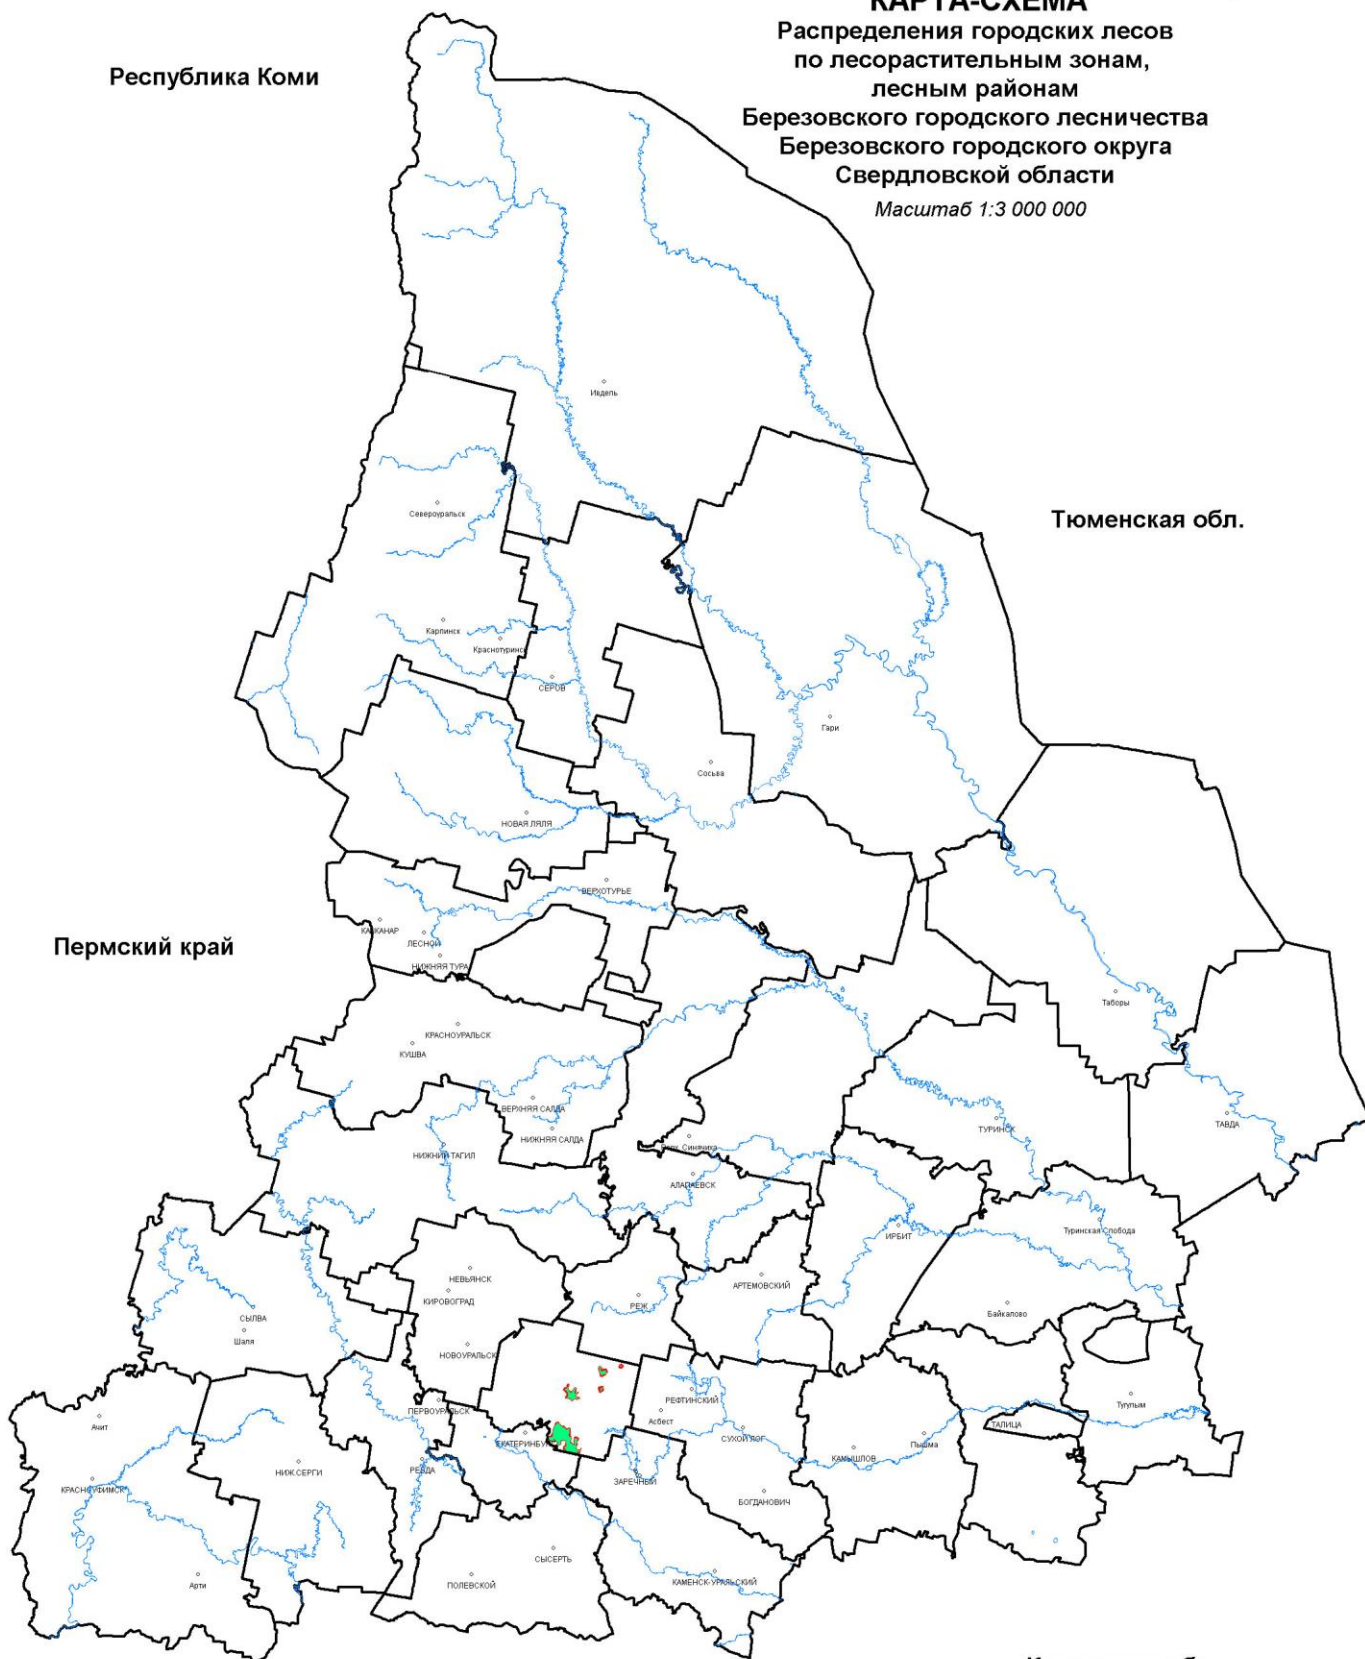 КАРТА-СХЕМА
Распределения городских лесов
по лесорастительным зонам,
лесным районам
Березовского городского лесничества
Березовского городского округа
Свердловской области
Масштаб 1:3 000 000
Республика Коми
Ивдель
Североуральск
Тюменская обл.
Карпинск
Краснотуринск
СЕРОВ
Гари
Сосьва
НОВАЯ ЛЯЛЯ
ВЕРХОТУРЬЕ
КАЧКАНАР
ЛЕСНОЙ
НИЖНЯЯ ТУРА
Пермский край
Таборы
КРАСНОУРАЛЬСК
КУШВА
ВЕРХНЯЯ САЛДА
НИЖНЯЯ САЛДА
ТУРИНСК
ТАВДА
Верх. Синячиха
НИЖНИЙ ТАГИЛ
АЛАПАЕВСК
Туринская Слобода
ИРБИТ
НЕВЬЯНСК
АРТЕМОВСКИЙ
КИРОВОГРАД
РЕЖ
Байкалово
СЫЛВА
Шаля
НОВОУРАЛЬСК
РЕФТИНСКИЙ
Тугулым
ПЕРВОУРАЛЬСК
Ачит
Асбест
ТАЛИЦА
СУХОЙ ЛОГ
ЕКАТЕРИНБУРГ
Пышма
КАМЫШЛОВ
РЕВДА
НИЖ.СЕРГИ
ЗАРЕЧНЫЙ
КРАСНОУФИМСК
БОГДАНОВИЧ
СЫСЕРТЬ
Арти
ПОЛЕВСКОЙ
КАМЕНСК-УРАЛЬСКИЙ